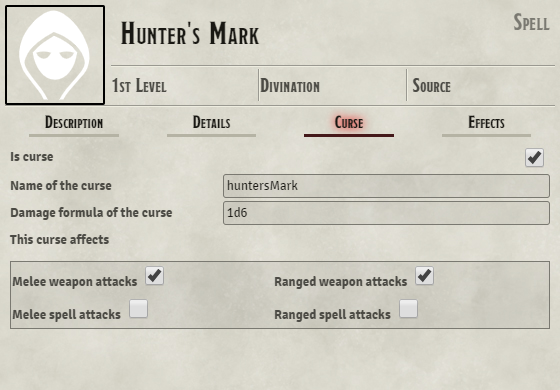 Hunter's Mark
Spell
1st Level Divination Source
Description Details Curse Effects
Is curse
Name of the curse huntersMark
Damage formula of the curse 1d6
This curse affects
Melee weapon attacks Ranged weapon attacks
Melee spell attacks Ranged spell attacks